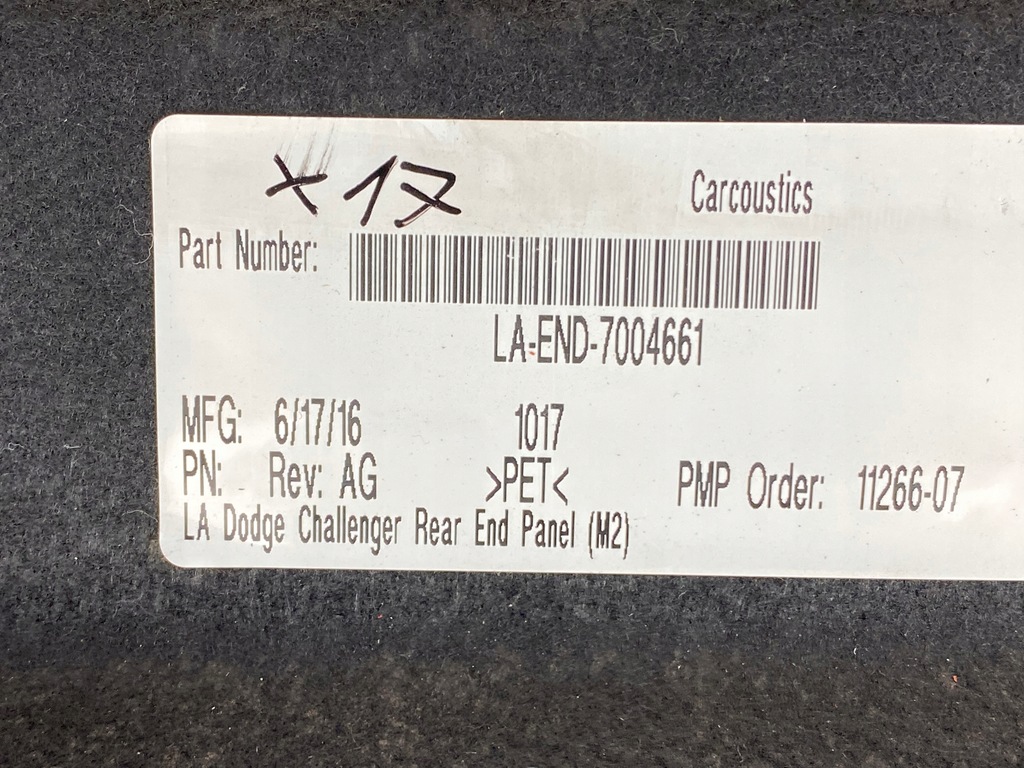 x 17
Carcoustics
Part Number:
LA-END-7004661
MFG: 6/17/16 1017
PN: Rev: AG >PET< PMP Order: 11266-07
LA Dodge Challenger Rear End Panel (M2)